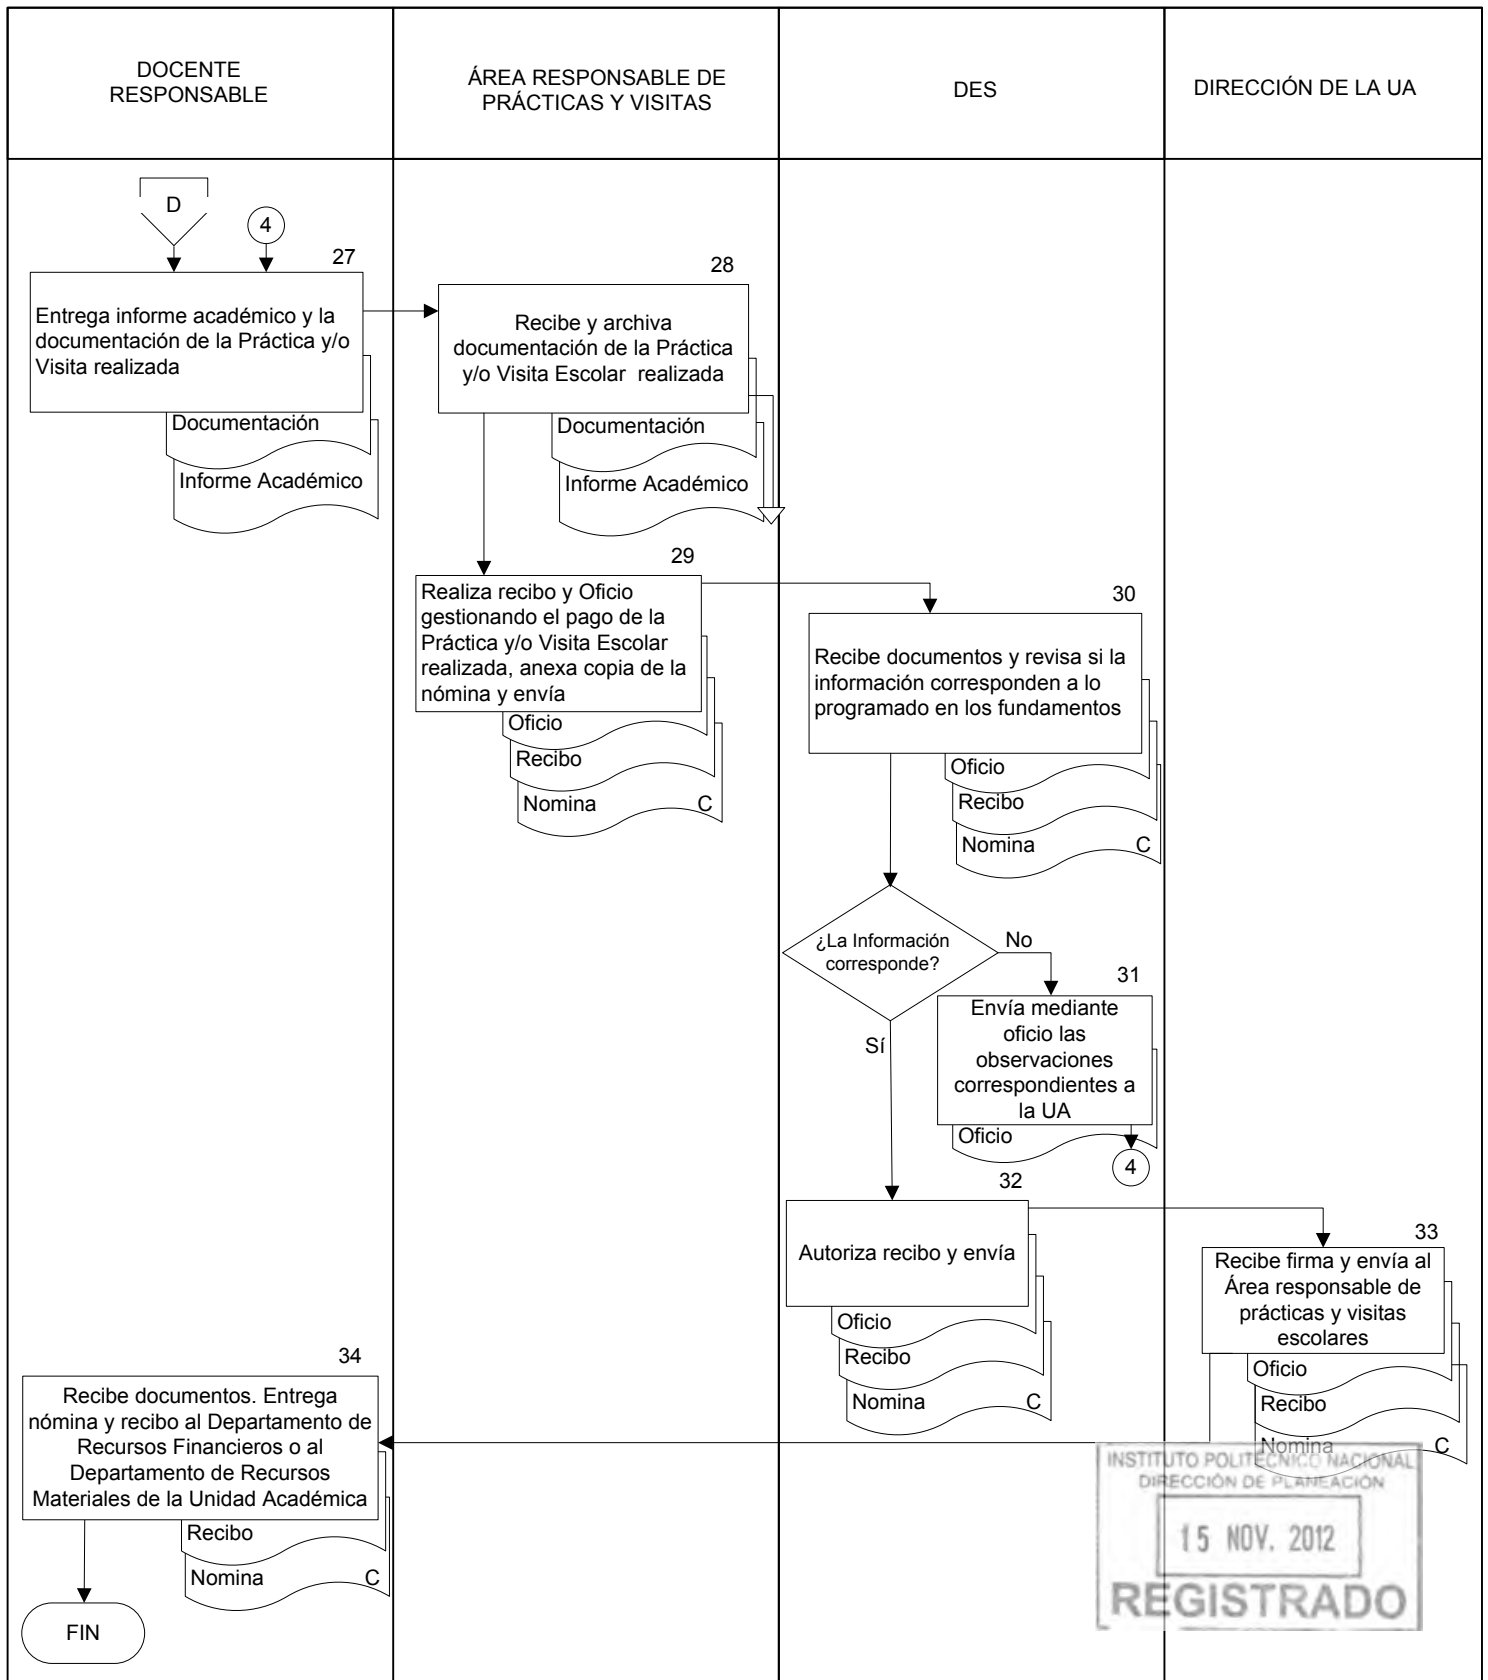 DOCENTE
RESPONSABLE
ÁREA RESPONSABLE DE
PRÁCTICAS Y VISITAS
DES
DIRECCIÓN DE LA UA
D
4
27
Entrega informe académico y la
documentación de la Práctica y/o
Visita realizada
Documentación
Informe Académico
28
Recibe y archiva
documentación de la Práctica
y/o Visita Escolar realizada
Documentación
Informe Académico
29
Realiza recibo y Oficio
gestionando el pago de la
Práctica y/o Visita Escolar
realizada, anexa copia de la
nómina y envía
Oficio
Recibo
Nomina C
30
Recibe documentos y revisa si la
información corresponden a lo
programado en los fundamentos
Oficio
Recibo
Nomina C
¿La Información
corresponde?
No
Sí
31
Envía mediante
oficio las
observaciones
correspondientes a
la UA
Oficio
4
32
Autoriza recibo y envía
Oficio
Recibo
Nomina C
33
Recibe firma y envía al
Área responsable de
prácticas y visitas
escolares
Oficio
Recibo
Nomina C
34
Recibe documentos. Entrega
nómina y recibo al Departamento de
Recursos Financieros o al
Departamento de Recursos
Materiales de la Unidad Académica
Recibo
Nomina C
FIN
INSTITUTO POLITÉCNICO NACIONAL
DIRECCIÓN DE PLANEACIÓN
15 NOV. 2012
REGISTRADO